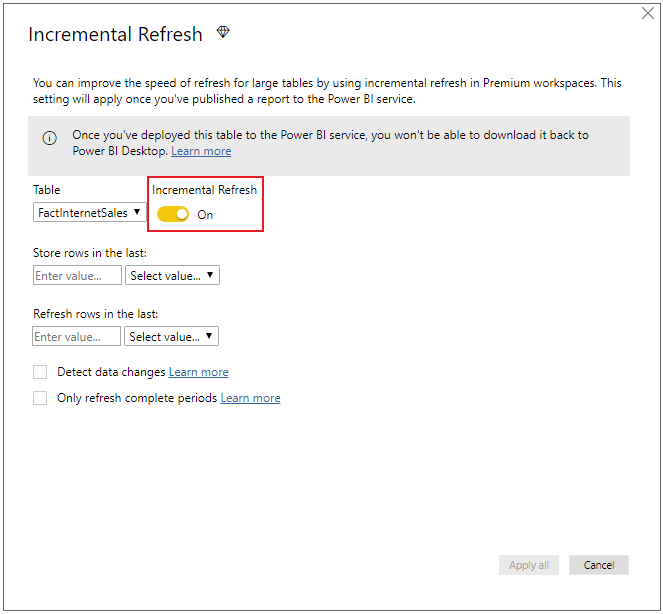 Incremental Refresh
You can improve the speed of refresh for large tables by using incremental refresh in Premium workspaces. This
setting will apply once you've published a report to the Power BI service.
Once you've deployed this table to the Power BI service, you won't be able to download it back to
Power BI Desktop. Learn more
Table
Incremental Refresh
FactInternetSales
On
Store rows in the last:
Enter value...
Select value...
Refresh rows in the last:
Enter value...
Select value...
Detect data changes Learn more
Only refresh complete periods Learn more
Apply all
Cancel